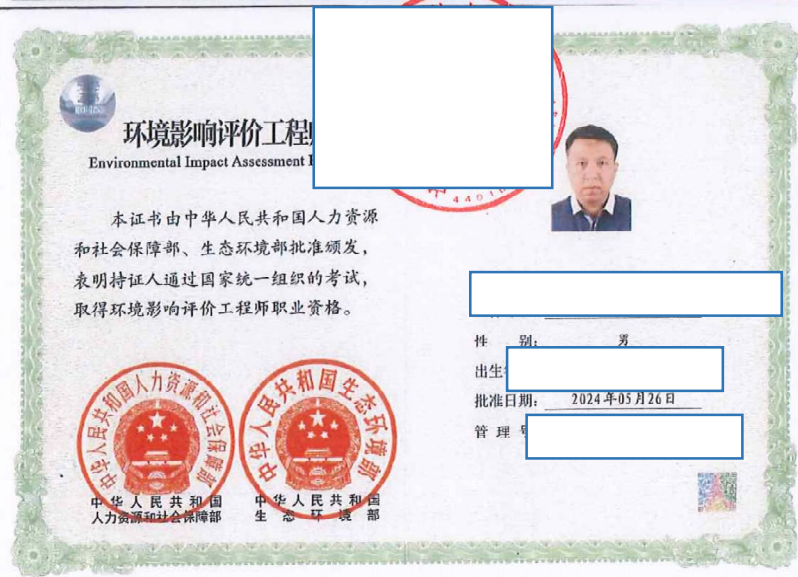 环境影响评价工程
Environmental Impact Assessment
本证书由中华人民共和国人力资源
和社会保障部、生态环境部批准颁发，
表明持证人通过国家统一组织的考试，
取得环境影响评价工程师职业资格。
中华人民共和国人力资源和社会保障部
中华人民共和国生态环境部
中华人民共和国
人力资源和社会保障部
中华人民共和国
生态环境部
44010
性别： 男
出生
批准日期： 2024年05月26日
管理号